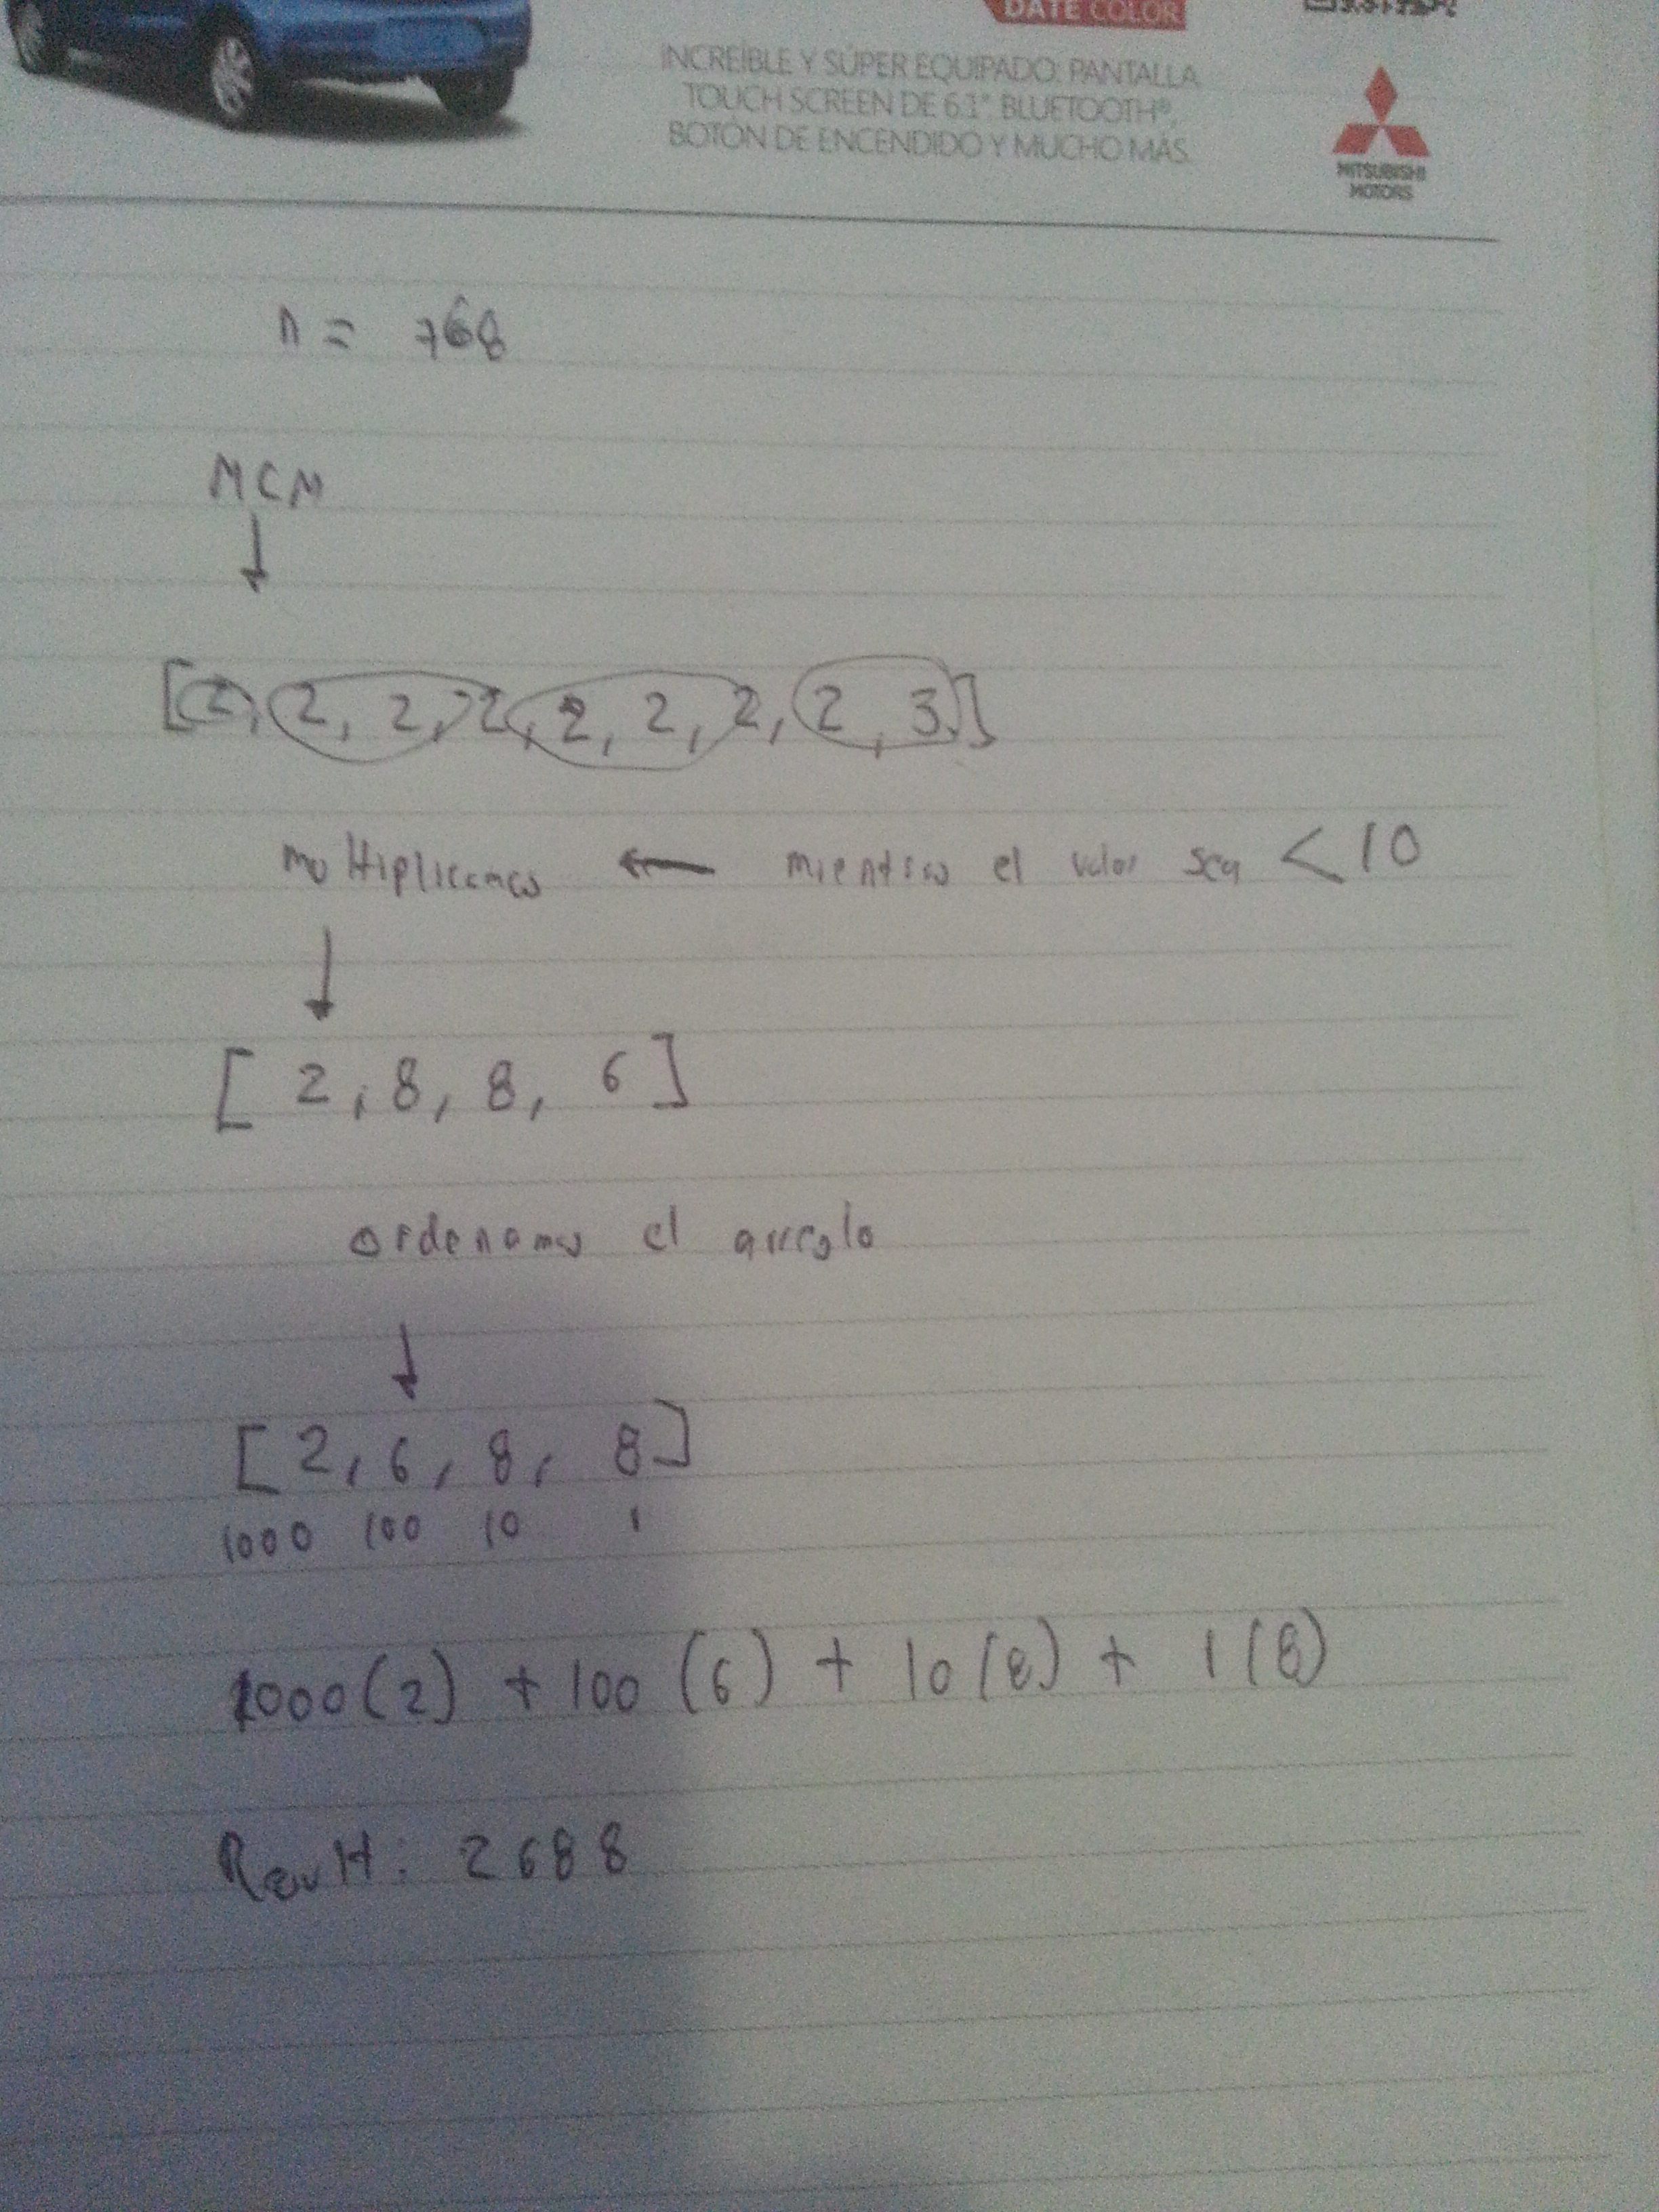 DATE COLOR
INCREÍBLE Y SÚPER EQUIPADO: PANTALLA
TOUCH SCREEN DE 6.1", BLUETOOTH®,
BOTÓN DE ENCENDIDO Y MUCHO MÁS.
MITSUBISHI
MOTORS
n = 768
MCM
[2, 2, 2, 2, 2, 2, 2, 2, 3]
multiplicamos ← mientras el valor sea < 10
[2, 8, 8, 6]
ordenamos el arreglo
[2, 6, 8, 8]
1000 100 10 1
1000(2) + 100(6) + 10(8) + 1(8)
2688